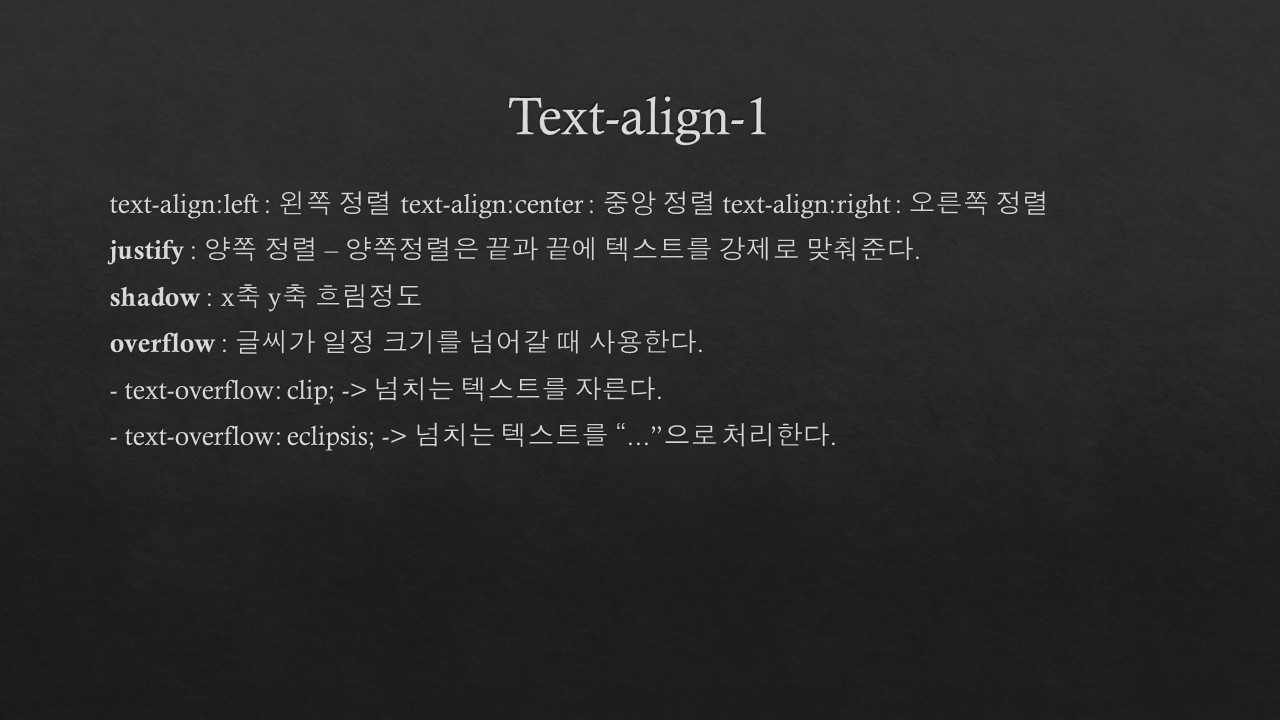 Text-align-1
text-align:left : 왼쪽 정렬 text-align:center : 중앙 정렬 text-align:right : 오른쪽 정렬
justify : 양쪽 정렬 – 양쪽정렬은 끝과 끝에 텍스트를 강제로 맞춰준다.
shadow : x축 y축 흐림정도
overflow : 글씨가 일정 크기를 넘어갈 때 사용한다.
- text-overflow: clip; -> 넘치는 텍스트를 자른다.
- text-overflow: eclipsis; -> 넘치는 텍스트를 “…”으로 처리한다.